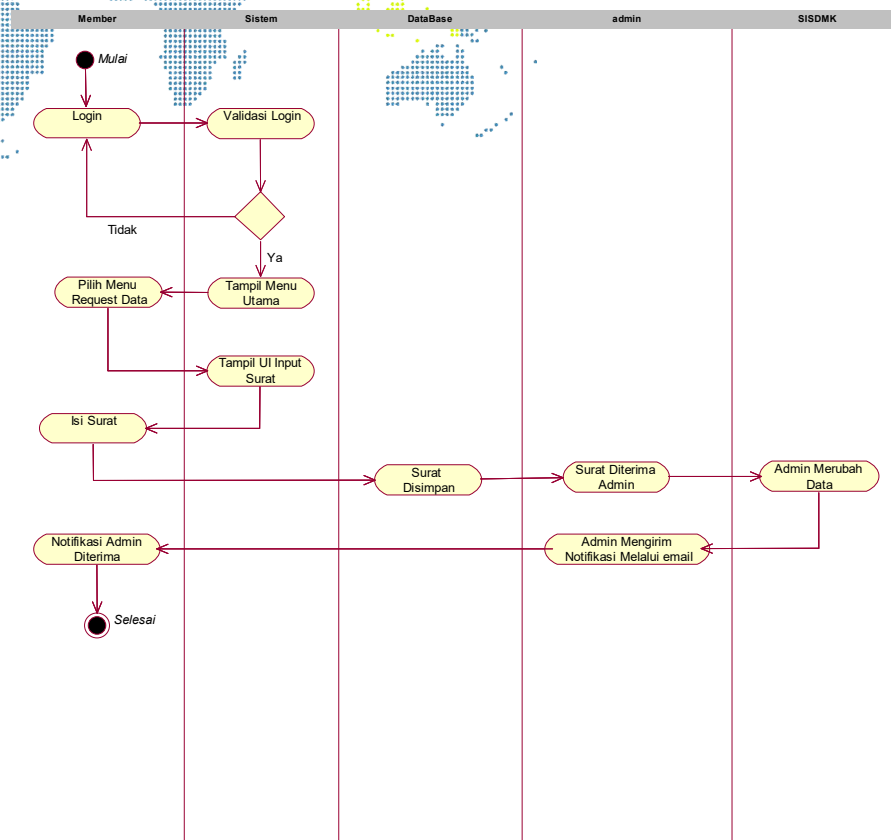 Member Sistem DataBase admin SISDMK
Mulai
Login
Validasi Login
Tidak
Ya
Pilih Menu
Request Data
Tampil Menu
Utama
Tampil UI Input
Surat
Isi Surat
Surat
Disimpan
Surat Diterima
Admin
Admin Merubah
Data
Notifikasi Admin
Diterima
Admin Mengirim
Notifikasi Melalui email
Selesai